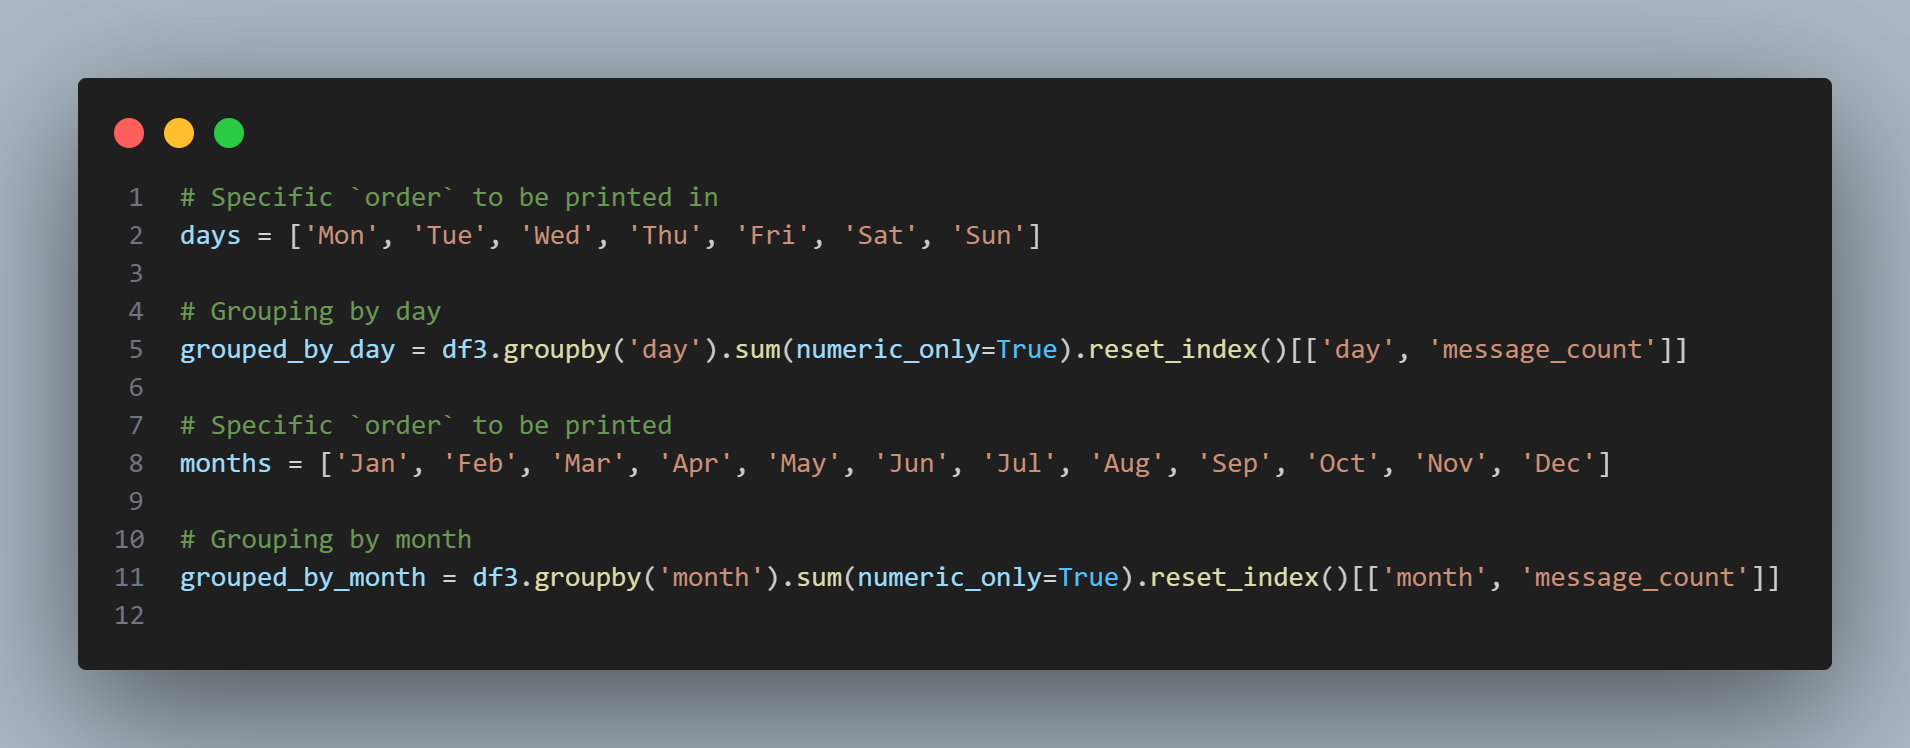 1 # Specific `order` to be printed in
2 days = ['Mon', 'Tue', 'Wed', 'Thu', 'Fri', 'Sat', 'Sun']
3
4 # Grouping by day
5 grouped_by_day = df3.groupby('day').sum(numeric_only=True).reset_index()[['day', 'message_count']]
6
7 # Specific `order` to be printed
8 months = ['Jan', 'Feb', 'Mar', 'Apr', 'May', 'Jun', 'Jul', 'Aug', 'Sep', 'Oct', 'Nov', 'Dec']
9
10 # Grouping by month
11 grouped_by_month = df3.groupby('month').sum(numeric_only=True).reset_index()[['month', 'message_count']]
12